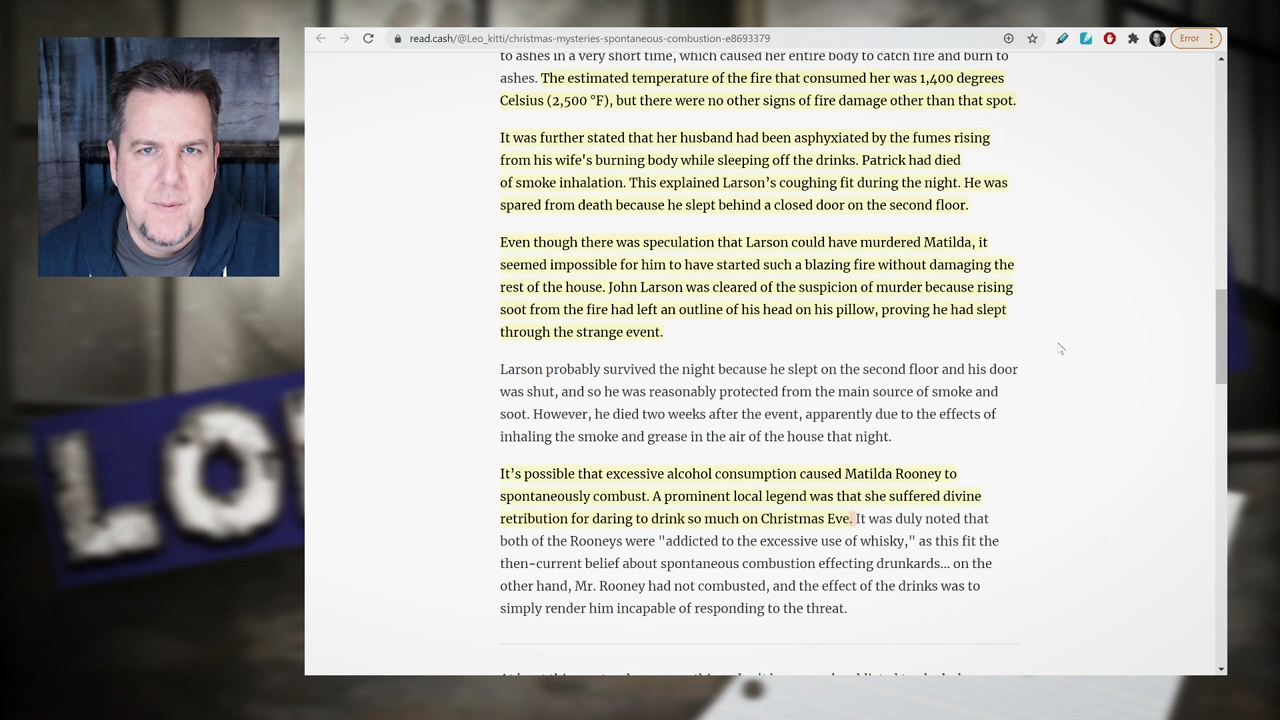 read.cash/@Leo_kitti/christmas-mysteries-spontaneous-combustion-e8693379
Error
to ashes in a very short time, which caused her entire body to catch fire and burn to
ashes. The estimated temperature of the fire that consumed her was 1,400 degrees
Celsius (2,500 °F), but there were no other signs of fire damage other than that spot.
It was further stated that her husband had been asphyxiated by the fumes rising
from his wife's burning body while sleeping off the drinks. Patrick had died
of smoke inhalation. This explained Larson’s coughing fit during the night. He was
spared from death because he slept behind a closed door on the second floor.
Even though there was speculation that Larson could have murdered Matilda, it
seemed impossible for him to have started such a blazing fire without damaging the
rest of the house. John Larson was cleared of the suspicion of murder because rising
soot from the fire had left an outline of his head on his pillow, proving he had slept
through the strange event.
Larson probably survived the night because he slept on the second floor and his door
was shut, and so he was reasonably protected from the main source of smoke and
soot. However, he died two weeks after the event, apparently due to the effects of
inhaling the smoke and grease in the air of the house that night.
It’s possible that excessive alcohol consumption caused Matilda Rooney to
spontaneously combust. A prominent local legend was that she suffered divine
retribution for daring to drink so much on Christmas Eve. It was duly noted that
both of the Rooneys were "addicted to the excessive use of whisky," as this fit the
then-current belief about spontaneous combustion effecting drunkards... on the
other hand, Mr. Rooney had not combusted, and the effect of the drinks was to
simply render him incapable of responding to the threat.
LO